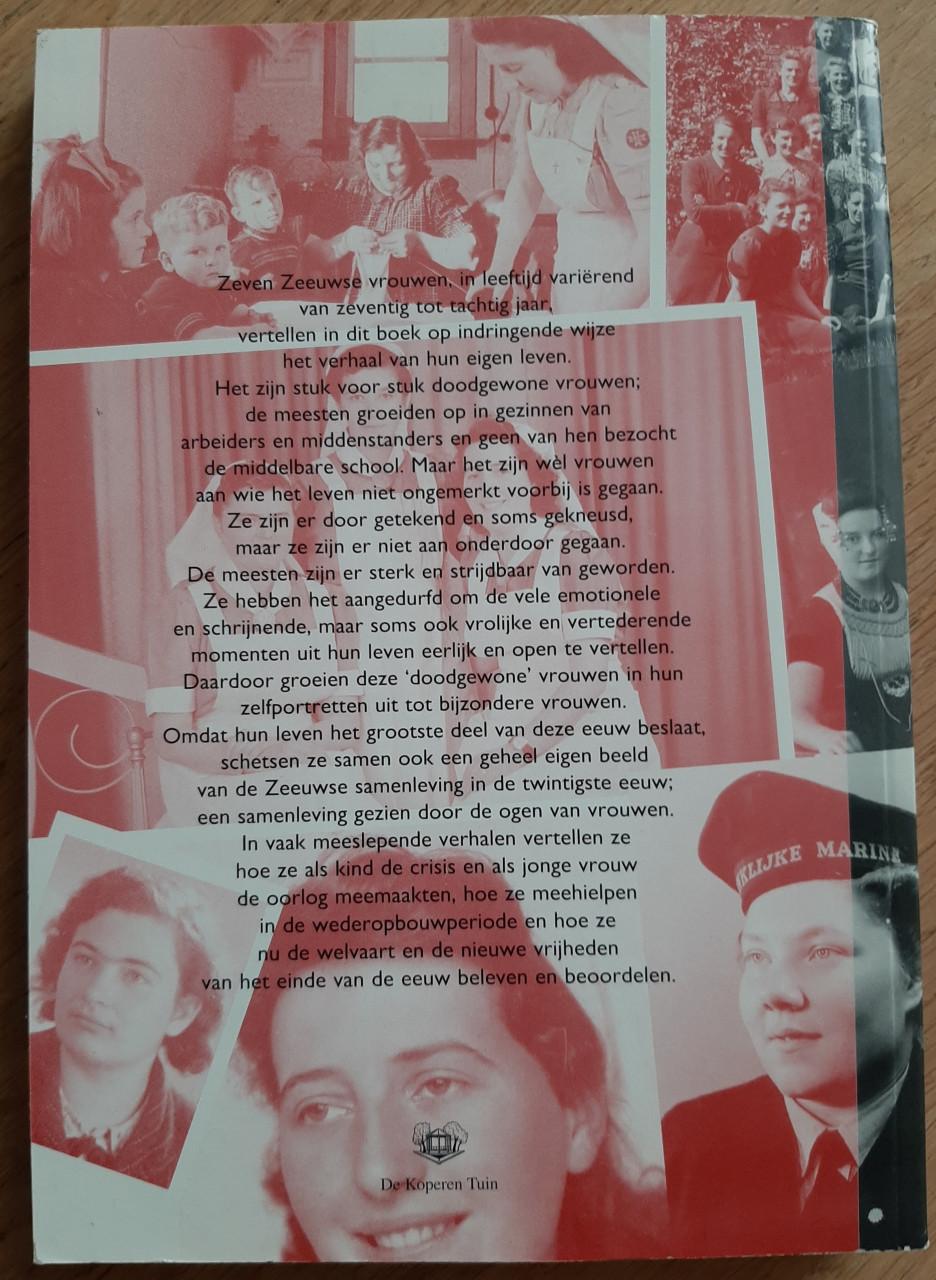 Zeven Zeeuwse vrouwen, in leeftijd variërend
van zeventig tot tachtig jaar,
vertellen in dit boek op indringende wijze
het verhaal van hun eigen leven.
Het zijn stuk voor stuk doodgewone vrouwen;
de meesten groeiden op in gezinnen van
arbeiders en middenstanders en geen van hen bezocht
de middelbare school. Maar het zijn wèl vrouwen
aan wie het leven niet ongemerkt voorbij is gegaan.
Ze zijn er door getekend en soms gekneusd,
maar ze zijn er niet aan onderdoor gegaan.
De meesten zijn er sterk en strijdbaar van geworden.
Ze hebben het aangedurfd om de vele emotionele
en schrijnende, maar soms ook vrolijke en vertederende
momenten uit hun leven eerlijk en open te vertellen.
Daardoor groeien deze 'doodgewone' vrouwen in hun
zelfportretten uit tot bijzondere vrouwen.
Omdat hun leven het grootste deel van deze eeuw beslaat,
schetsen ze samen ook een geheel eigen beeld
van de Zeeuwse samenleving in de twintigste eeuw;
een samenleving gezien door de ogen van vrouwen.
In vaak meeslepende verhalen vertellen ze
hoe ze als kind de crisis en als jonge vrouw
de oorlog meemaakten, hoe ze meehielpen
in de wederopbouwperiode en hoe ze
nu de welvaart en de nieuwe vrijheden
van het einde van de eeuw beleven en beoordelen.
NKLIJKE MARINE
De Koperen Tuin